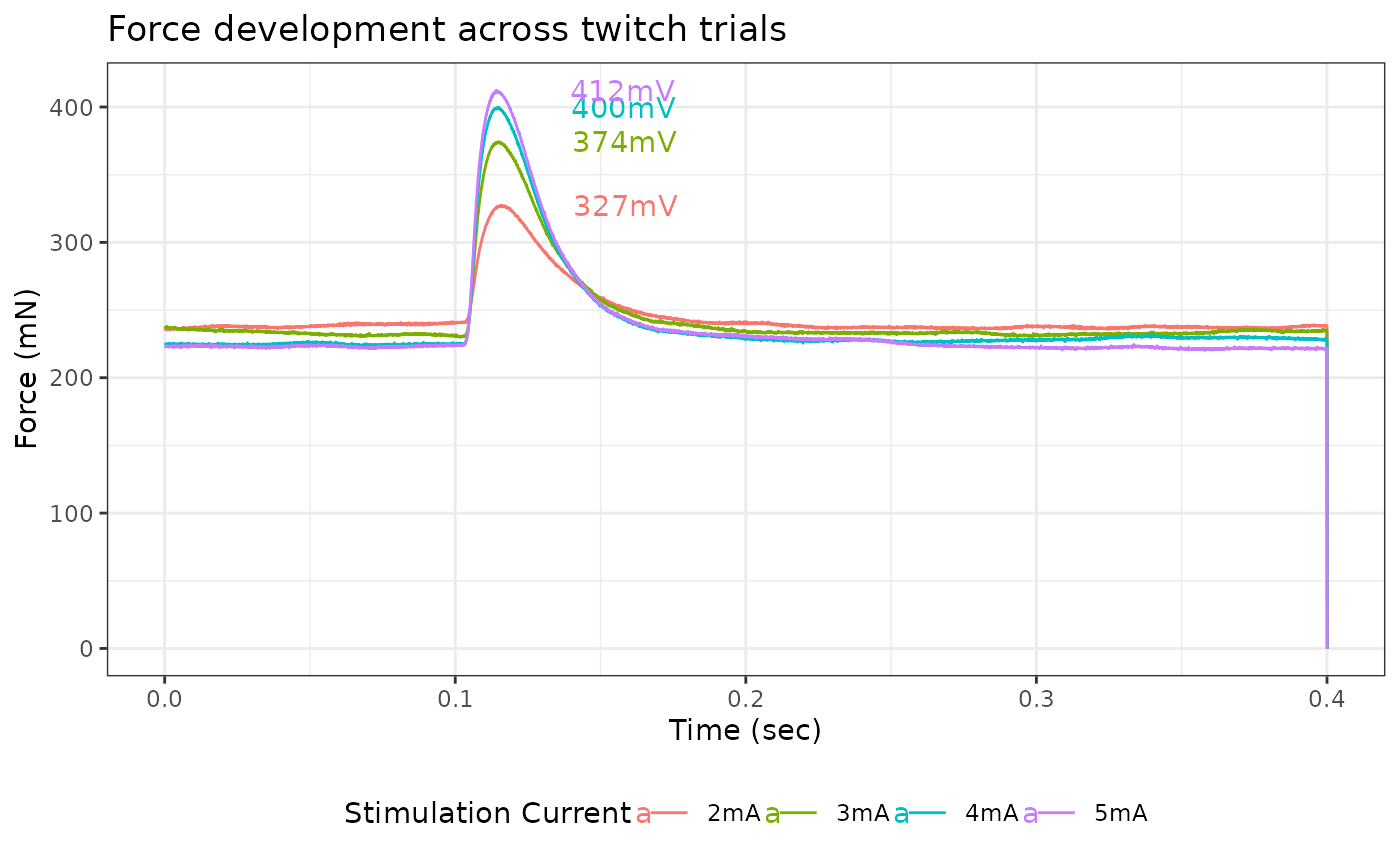 Force development across twitch trials
412mV
400mV
374mV
327mV
400
300
200
100
0
Force (mN)
0.0 0.1 0.2 0.3 0.4
Time (sec)
Stimulation Current a 2mA a 3mA a 4mA a 5mA